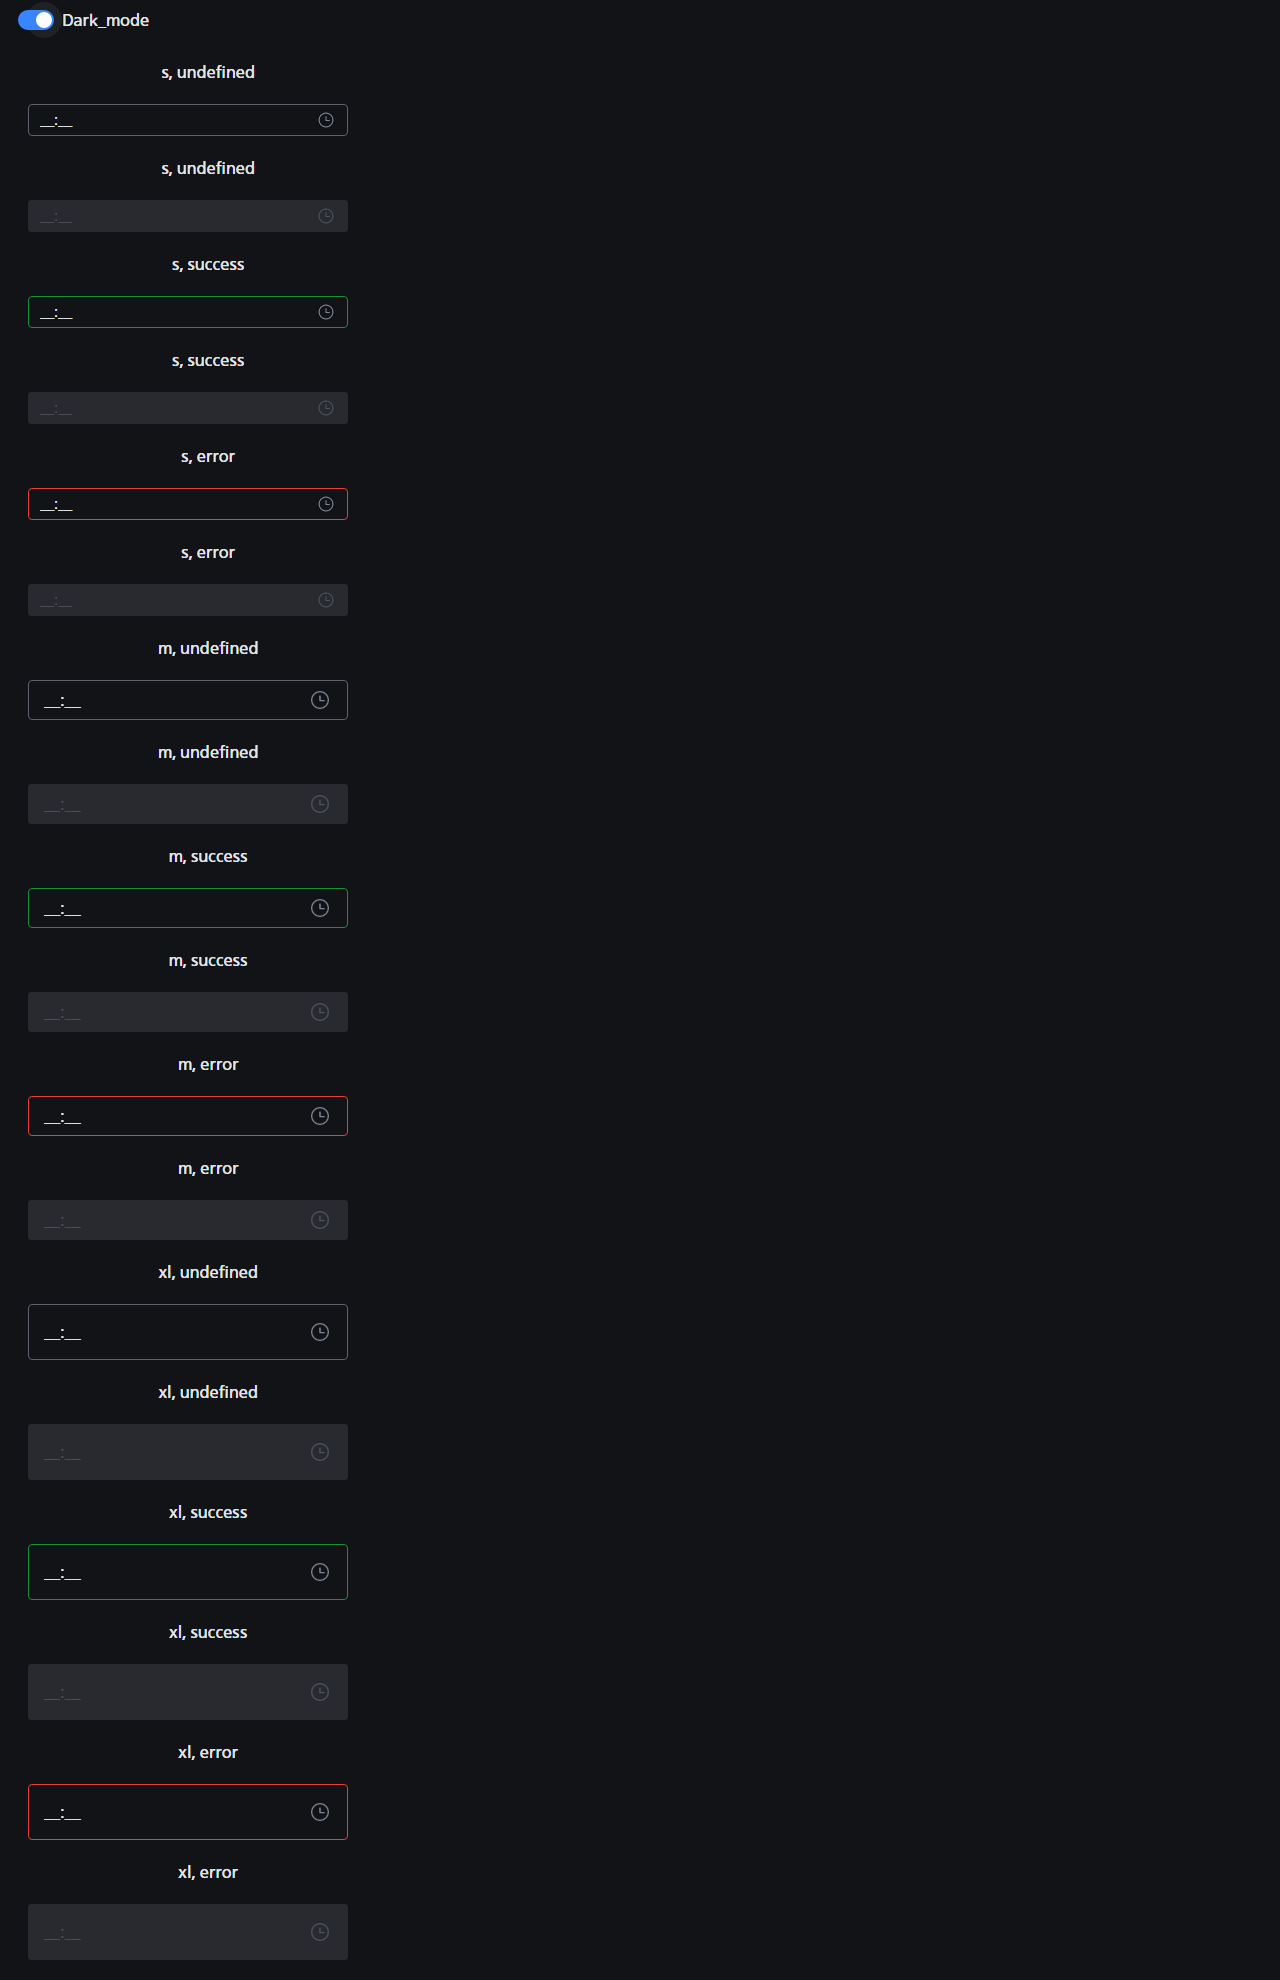 Dark_mode
s, undefined
__:__
s, undefined
__:__
s, success
__:__
s, success
__:__
s, error
__:__
s, error
__:__
m, undefined
__:__
m, undefined
__:__
m, success
__:__
m, success
__:__
m, error
__:__
m, error
__:__
xl, undefined
__:__
xl, undefined
__:__
xl, success
__:__
xl, success
__:__
xl, error
__:__
xl, error
__:__